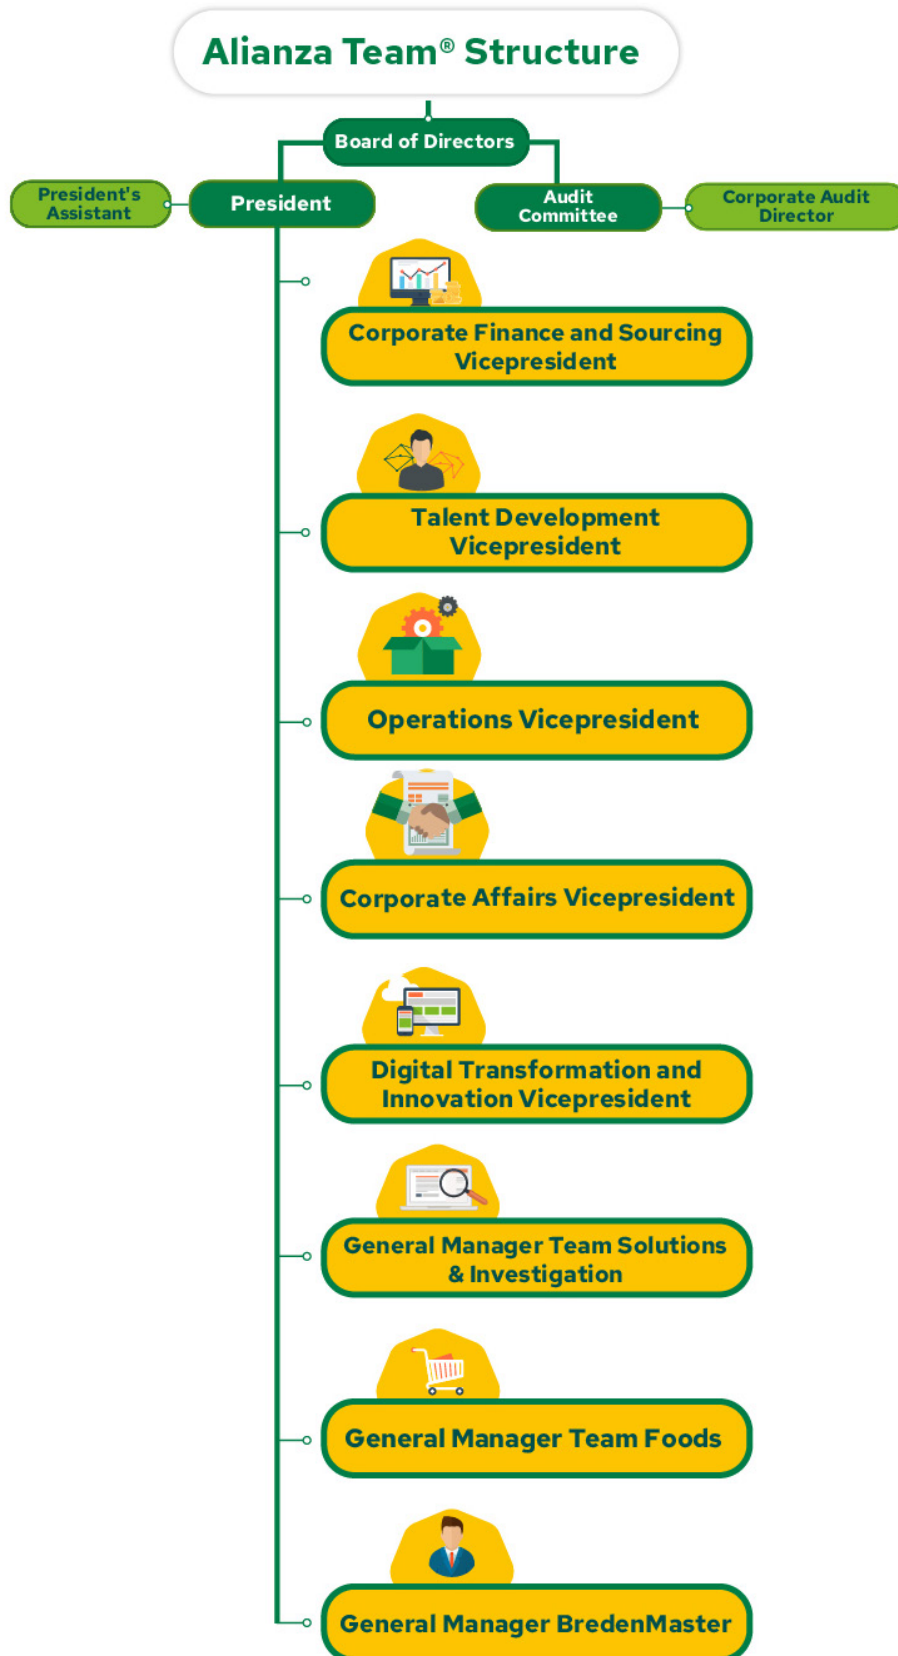 Alianza Team® Structure
Board of Directors
President's
Assistant
President
Audit
Committee
Corporate Audit
Director
Corporate Finance and Sourcing
Vicepresident
Talent Development
Vicepresident
Operations Vicepresident
Corporate Affairs Vicepresident
Digital Transformation and
Innovation Vicepresident
General Manager Team Solutions
& Investigation
General Manager Team Foods
General Manager BredenMaster